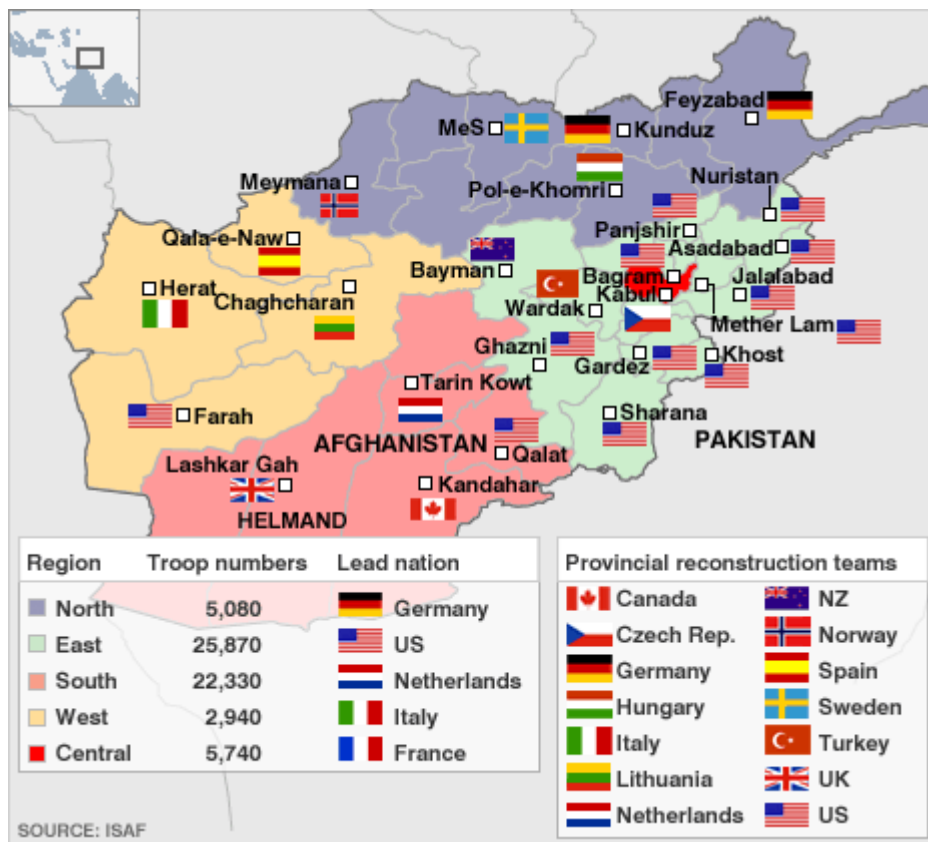 Feyzabad
MeS
Kunduz
Nuristan
Meymana
Pol-e-Khomri
Panjshir
Qala-e-Naw
Asadabad
Bayman
Bagram
Jalalabad
Herat
Chaghcharan
Kabul
Wardak
Mether Lam
Ghazni
Gardez
Khost
Tarin Kowt
Farah
Sharana
AFGHANISTAN
PAKISTAN
Qalat
Lashkar Gah
Kandahar
HELMAND
Region Troop numbers Lead nation
North 5,080 Germany
East 25,870 US
South 22,330 Netherlands
West 2,940 Italy
Central 5,740 France
Provincial reconstruction teams
Canada NZ
Czech Rep. Norway
Germany Spain
Hungary Sweden
Italy Turkey
Lithuania UK
Netherlands US
SOURCE: ISAF